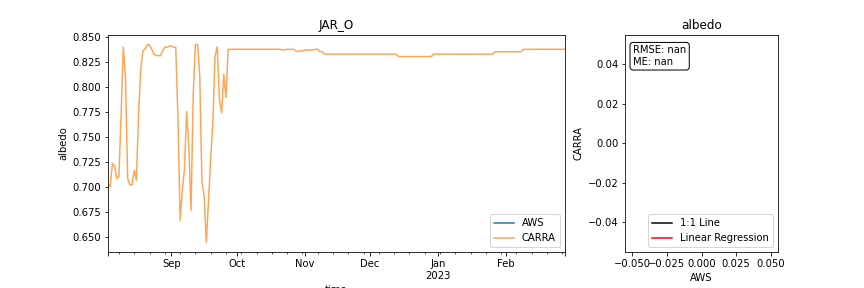 JAR_O
albedo
0.850
0.825
0.800
0.775
0.750
0.725
0.700
0.675
0.650
albedo
AWS
CARRA
Sep
Oct
Nov
Dec
Jan
2023
Feb
time
albedo
RMSE: nan
ME: nan
0.04
0.02
0.00
−0.02
−0.04
CARRA
1:1 Line
Linear Regression
−0.050
−0.025
0.000
0.025
0.050
AWS